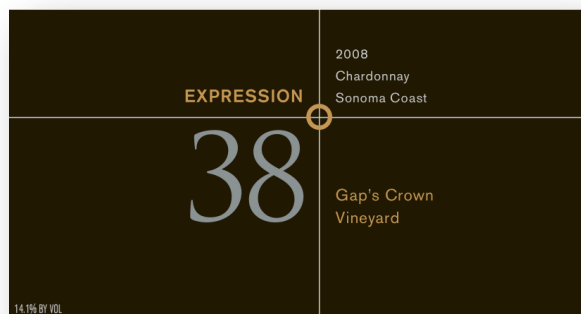 2008
Chardonnay
Sonoma Coast
EXPRESSION
38
Gap's Crown
Vineyard
14.1% BY VOL